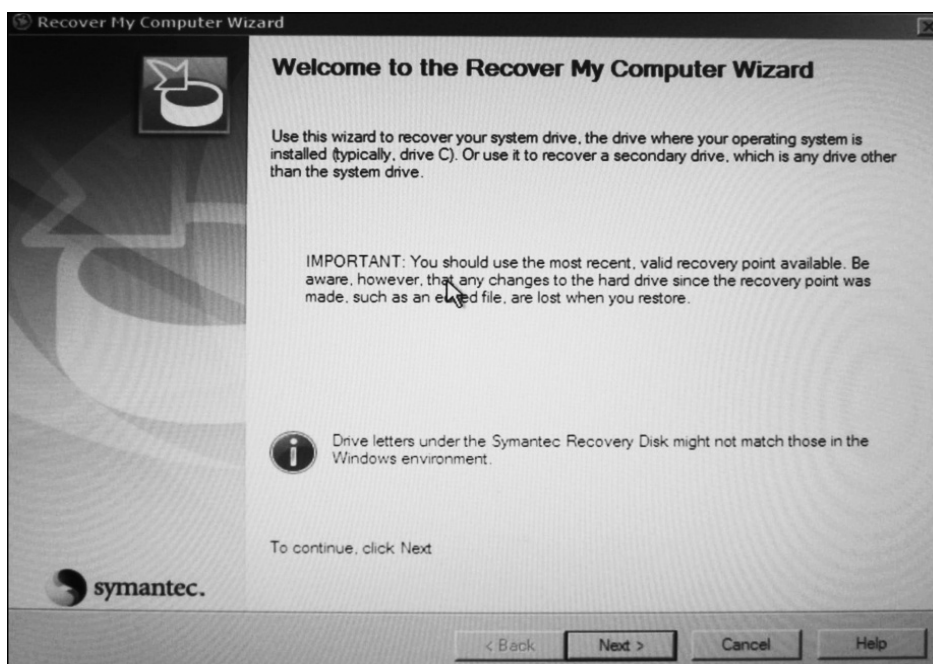 Recover My Computer Wizard
Welcome to the Recover My Computer Wizard
Use this wizard to recover your system drive, the drive where your operating system is
installed (typically, drive C). Or use it to recover a secondary drive, which is any drive other
than the system drive.
IMPORTANT: You should use the most recent, valid recovery point available. Be
aware, however, that any changes to the hard drive since the recovery point was
made, such as an edited file, are lost when you restore.
Drive letters under the Symantec Recovery Disk might not match those in the
Windows environment.
To continue, click Next
symantec.
< Back Next > Cancel Help